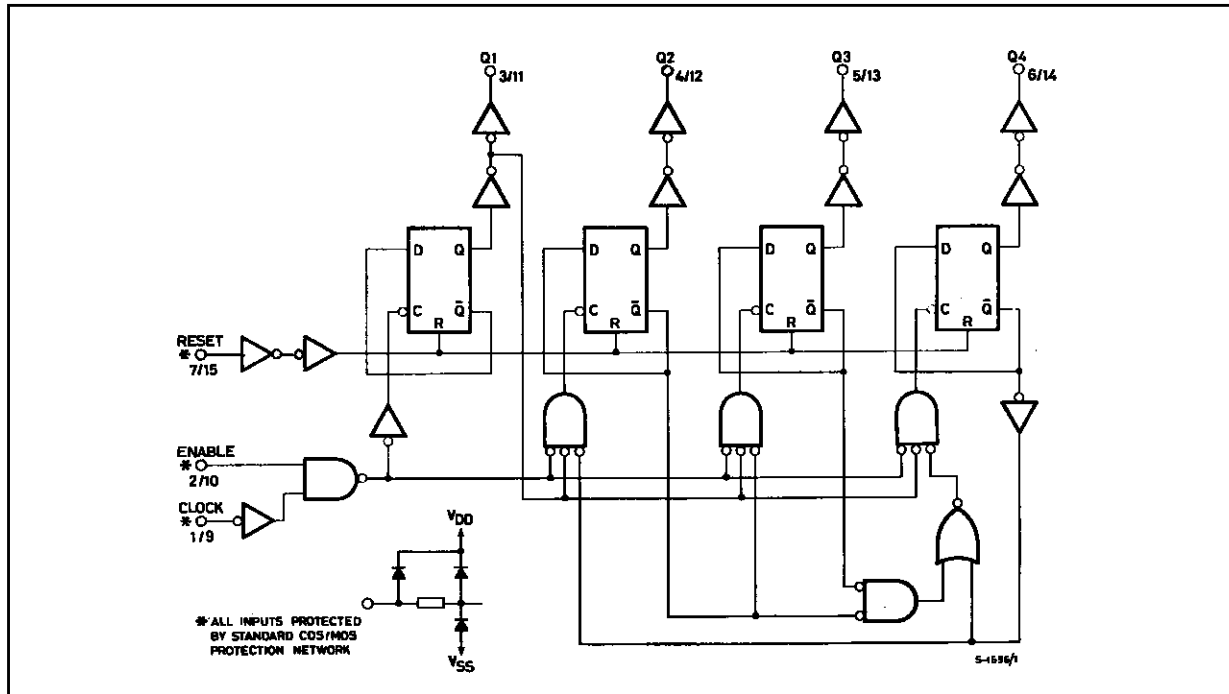 Q1 Q2 Q3 Q4
3/11 4/12 5/13 6/14
D Q D Q D Q D Q
C Q̄ C Q̄ C Q̄ C Q̄
R R R R
RESET
* 7/15
ENABLE
* 2/10
CLOCK
* 1/9
VDD
* ALL INPUTS PROTECTED
BY STANDARD COS/MOS
PROTECTION NETWORK
VSS
S-1696/1